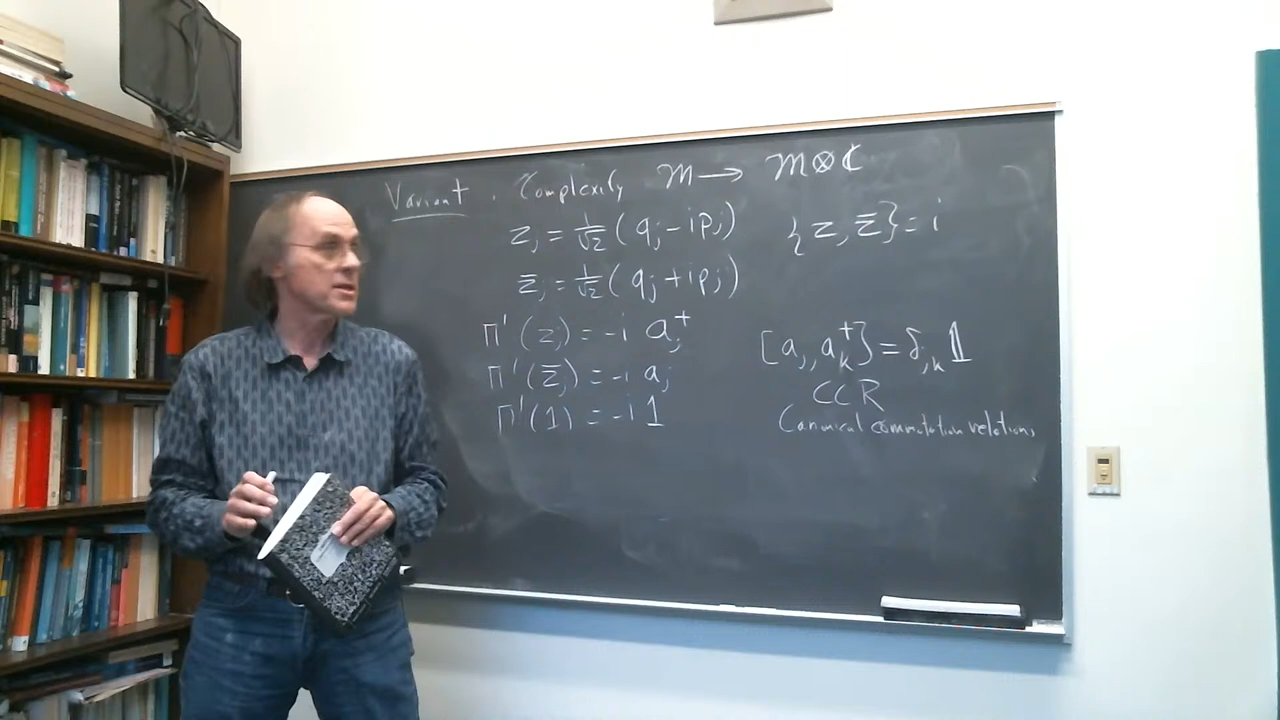 Variant. Complexify M → M⊗ℂ
z_j = 1/√2 (q_j − ip_j)
{z, z̄} = i
z̄_j = 1/√2 (q_j + ip_j)
Π'(z_j) = −i a_j^†
[a_j, a_k^†] = δ_jk 𝟙
Π'(z̄_j) = −i a_j
CCR
Π'(1) = −i 𝟙
Canonical commutation relations